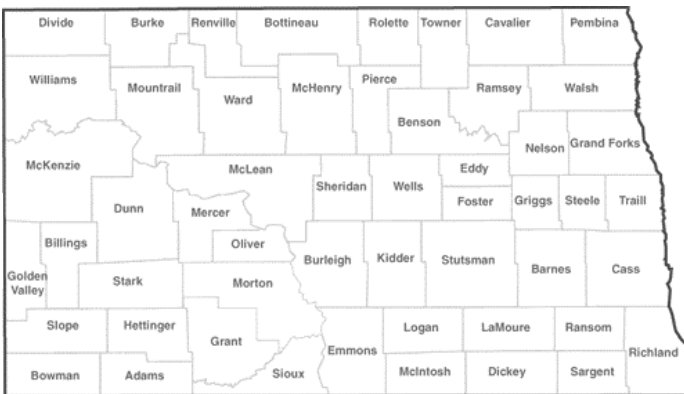 Divide
Burke
Renville
Bottineau
Rolette
Towner
Cavalier
Pembina
Williams
Mountrail
Ward
McHenry
Pierce
Ramsey
Walsh
Benson
Nelson
Grand Forks
McKenzie
McLean
Eddy
Sheridan
Wells
Dunn
Mercer
Foster
Griggs
Steele
Traill
Billings
Oliver
Burleigh
Kidder
Stutsman
Barnes
Cass
Golden
Valley
Stark
Morton
Slope
Hettinger
Grant
Emmons
Logan
LaMoure
Ransom
Richland
Bowman
Adams
Sioux
McIntosh
Dickey
Sargent